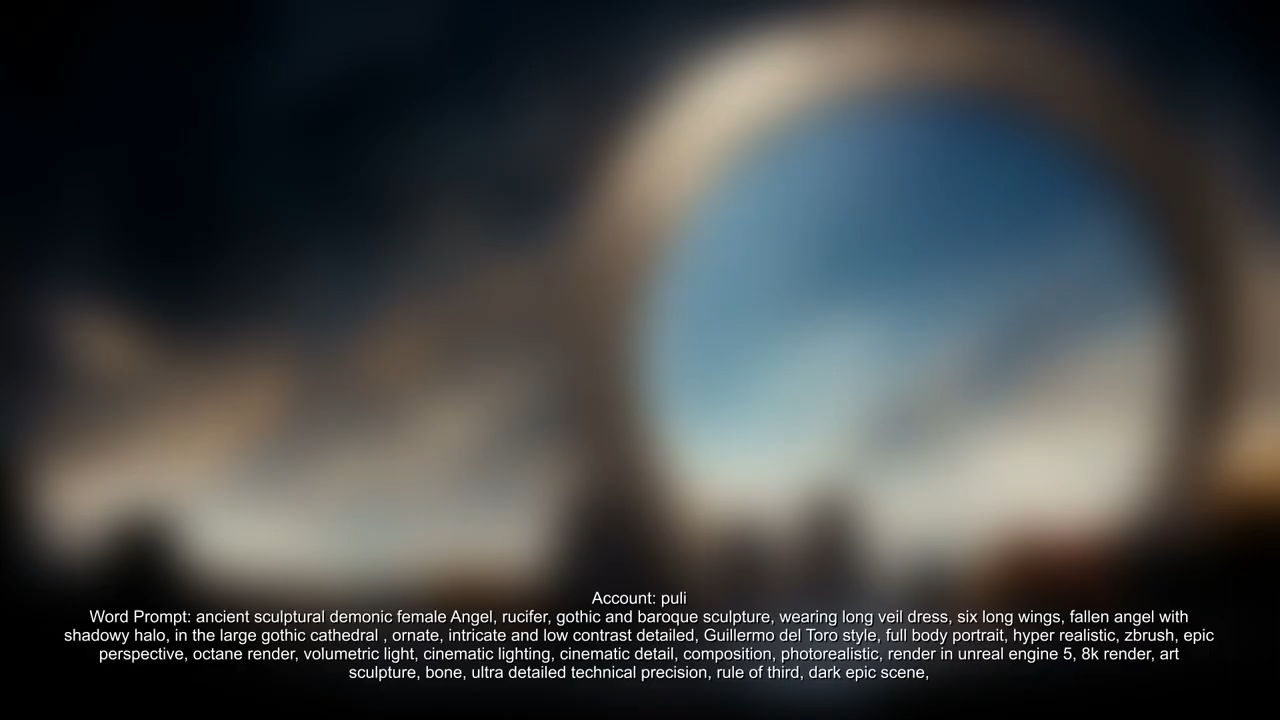 Account: puli
Word Prompt: ancient sculptural demonic female Angel, rucifer, gothic and baroque sculpture, wearing long veil dress, six long wings, fallen angel with
shadowy halo, in the large gothic cathedral , ornate, intricate and low contrast detailed, Guillermo del Toro style, full body portrait, hyper realistic, zbrush, epic
perspective, octane render, volumetric light, cinematic lighting, cinematic detail, composition, photorealistic, render in unreal engine 5, 8k render, art
sculpture, bone, ultra detailed technical precision, rule of third, dark epic scene,